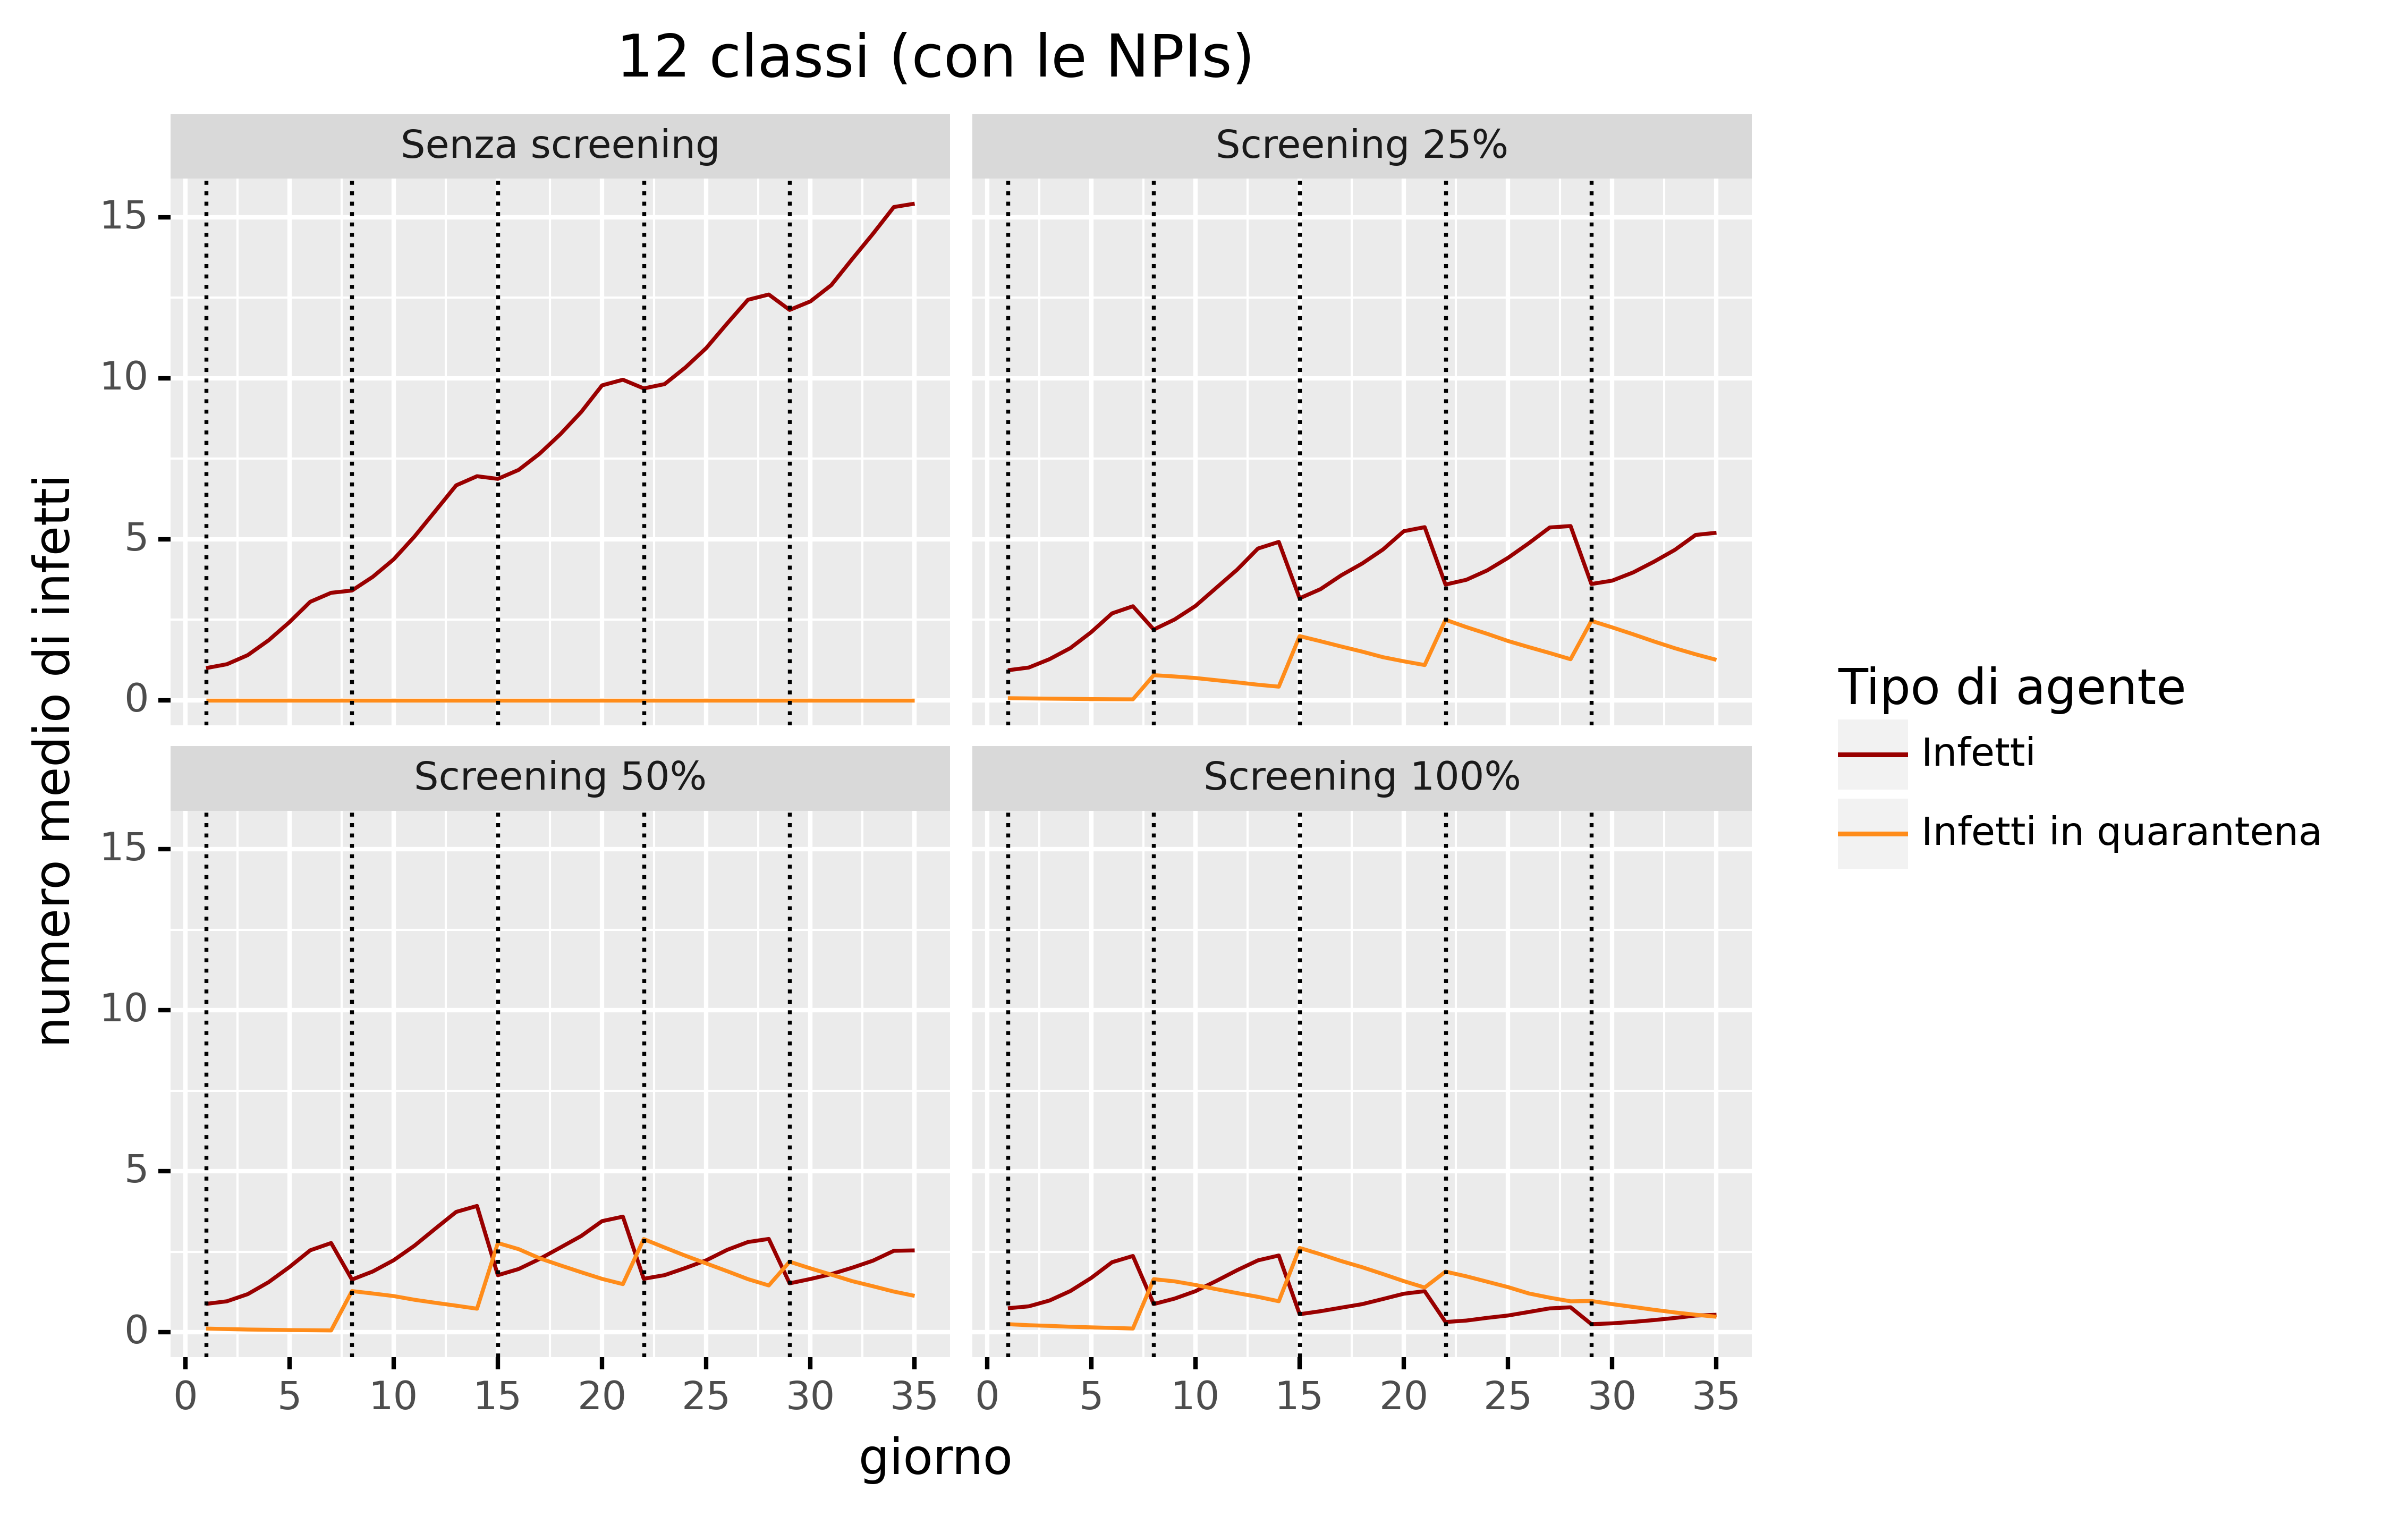 12 classi (con le NPIs)
Senza screening
Screening 25%
15
10
5
0
Screening 50%
Screening 100%
15
10
5
0
0 5 10 15 20 25 30 35
0 5 10 15 20 25 30 35
giorno
numero medio di infetti
Tipo di agente
Infetti
Infetti in quarantena